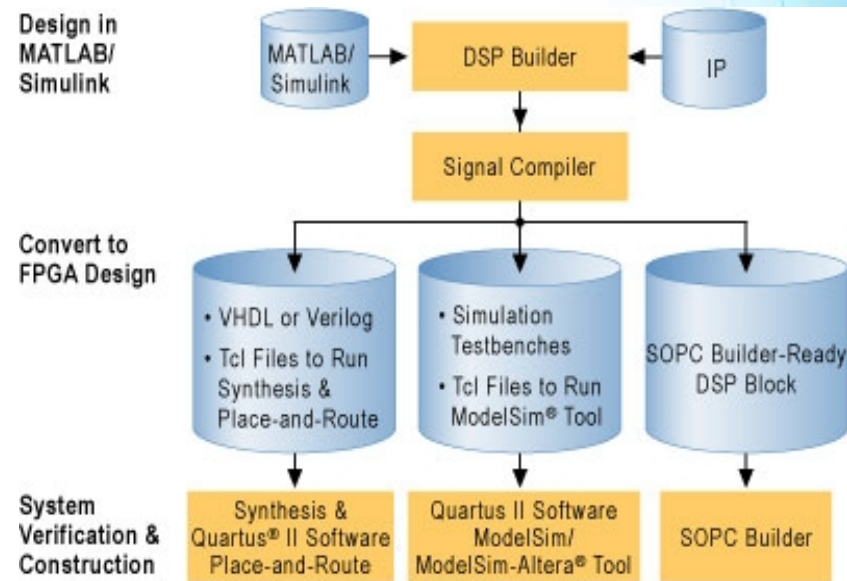 Design in
MATLAB/
Simulink
MATLAB/
Simulink
DSP Builder
IP
Signal Compiler
Convert to
FPGA Design
• VHDL or Verilog
• Tcl Files to Run
Synthesis &
Place-and-Route
• Simulation
Testbenches
• Tcl Files to Run
ModelSim® Tool
SOPC Builder-Ready
DSP Block
System
Verification &
Construction
Synthesis &
Quartus® II Software
Place-and-Route
Quartus II Software
ModelSim/
ModelSim-Altera® Tool
SOPC Builder